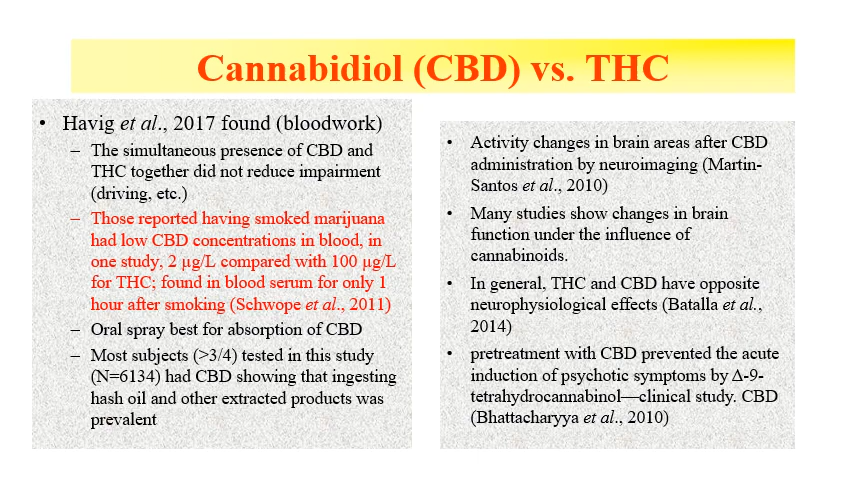 Cannabidiol (CBD) vs. THC
• Havig et al., 2017 found (bloodwork)
– The simultaneous presence of CBD and
THC together did not reduce impairment
(driving, etc.)
– Those reported having smoked marijuana
had low CBD concentrations in blood, in
one study, 2 µg/L compared with 100 µg/L
for THC; found in blood serum for only 1
hour after smoking (Schwope et al., 2011)
– Oral spray best for absorption of CBD
– Most subjects (>3/4) tested in this study
(N=6134) had CBD showing that ingesting
hash oil and other extracted products was
prevalent
• Activity changes in brain areas after CBD
administration by neuroimaging (Martin-
Santos et al., 2010)
• Many studies show changes in brain
function under the influence of
cannabinoids.
• In general, THC and CBD have opposite
neurophysiological effects (Batalla et al.,
2014)
• pretreatment with CBD prevented the acute
induction of psychotic symptoms by Δ-9-
tetrahydrocannabinol—clinical study. CBD
(Bhattacharyya et al., 2010)